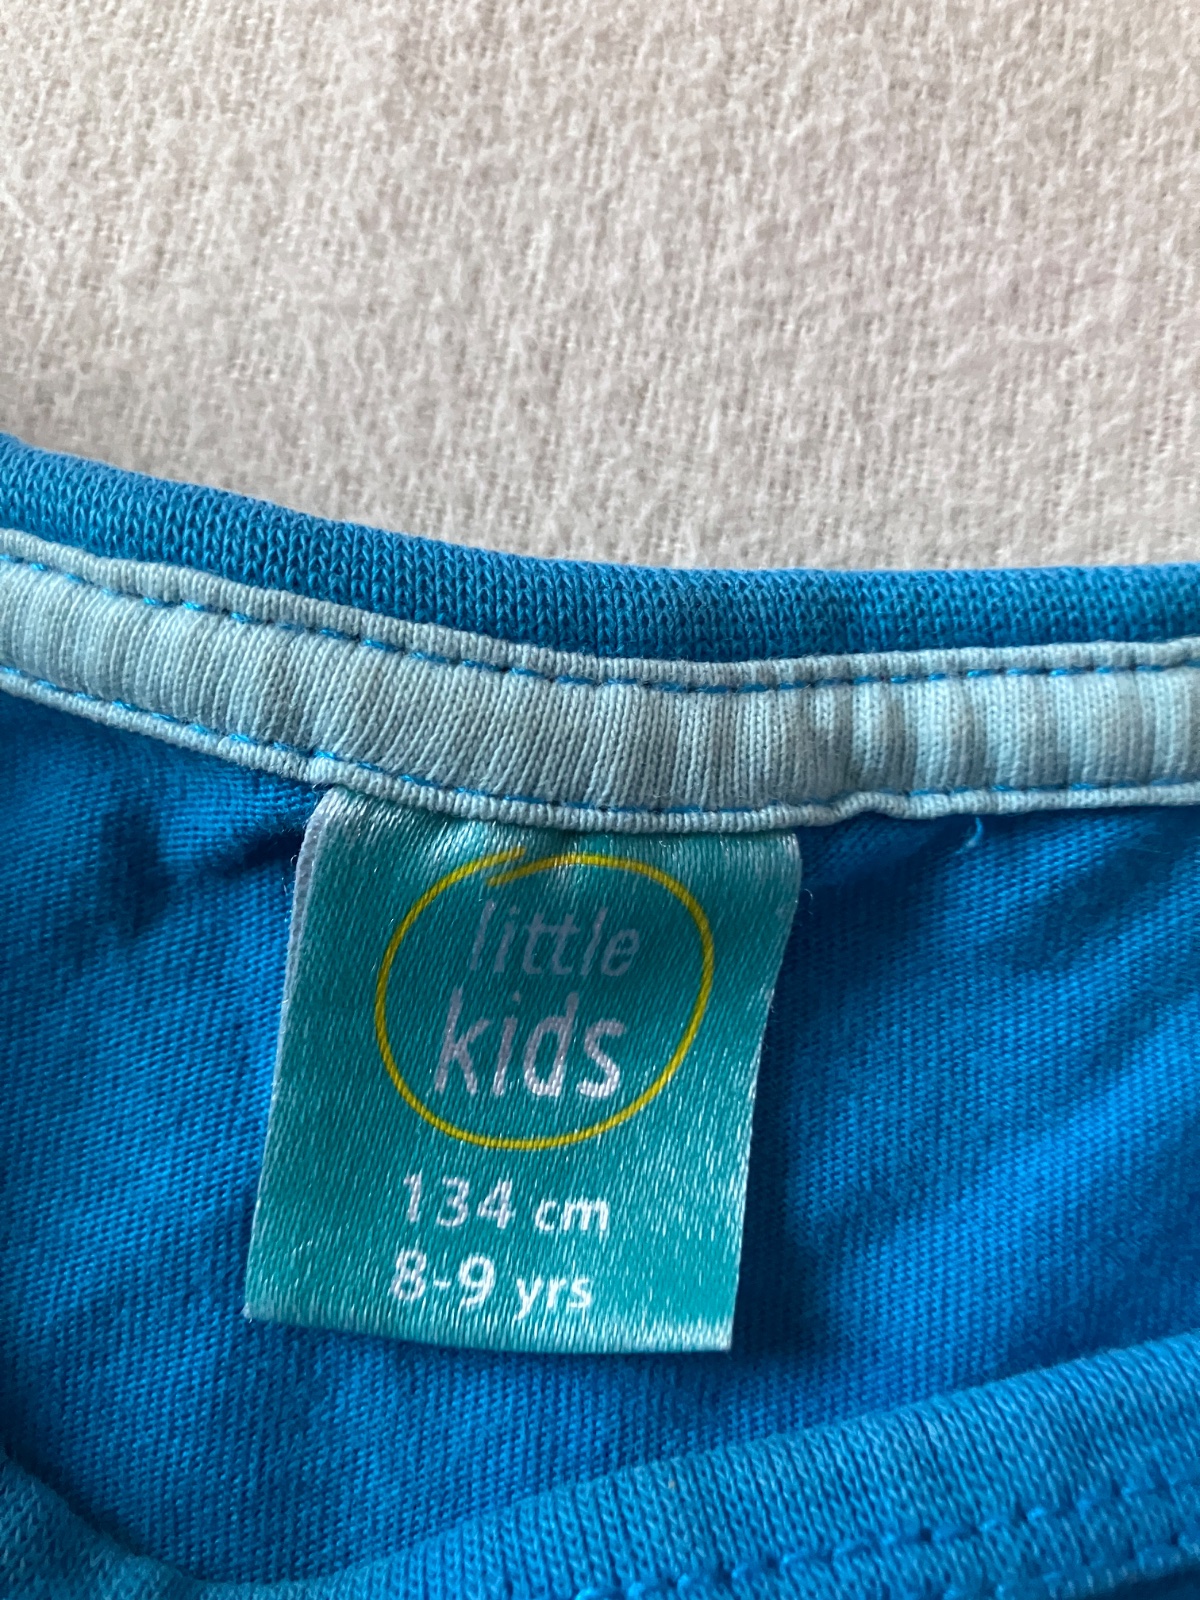 little
kids
134 cm
8-9 yrs